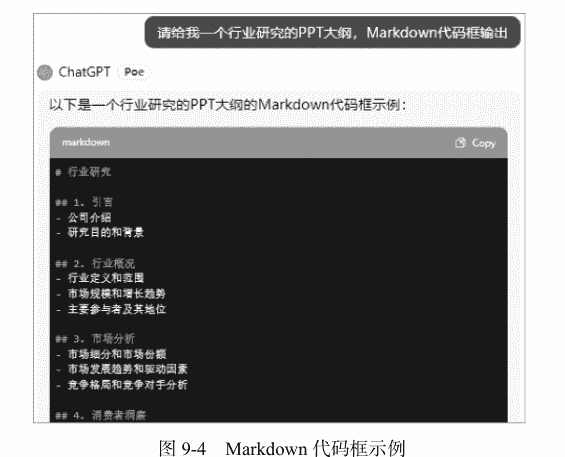 请给我一个行业研究的PPT大纲，Markdown代码框输出
ChatGPT Poe
以下是一个行业研究的PPT大纲的Markdown代码框示例：
markdown Copy
# 行业研究
## 1. 引言
- 公司介绍
- 研究目的和背景
## 2. 行业概况
- 行业定义和范围
- 市场规模和增长趋势
- 主要参与者及其地位
## 3. 市场分析
- 市场细分和市场份额
- 市场发展趋势和驱动因素
- 竞争格局和竞争对手分析
## 4. 消费者洞察
图 9-4 Markdown 代码框示例